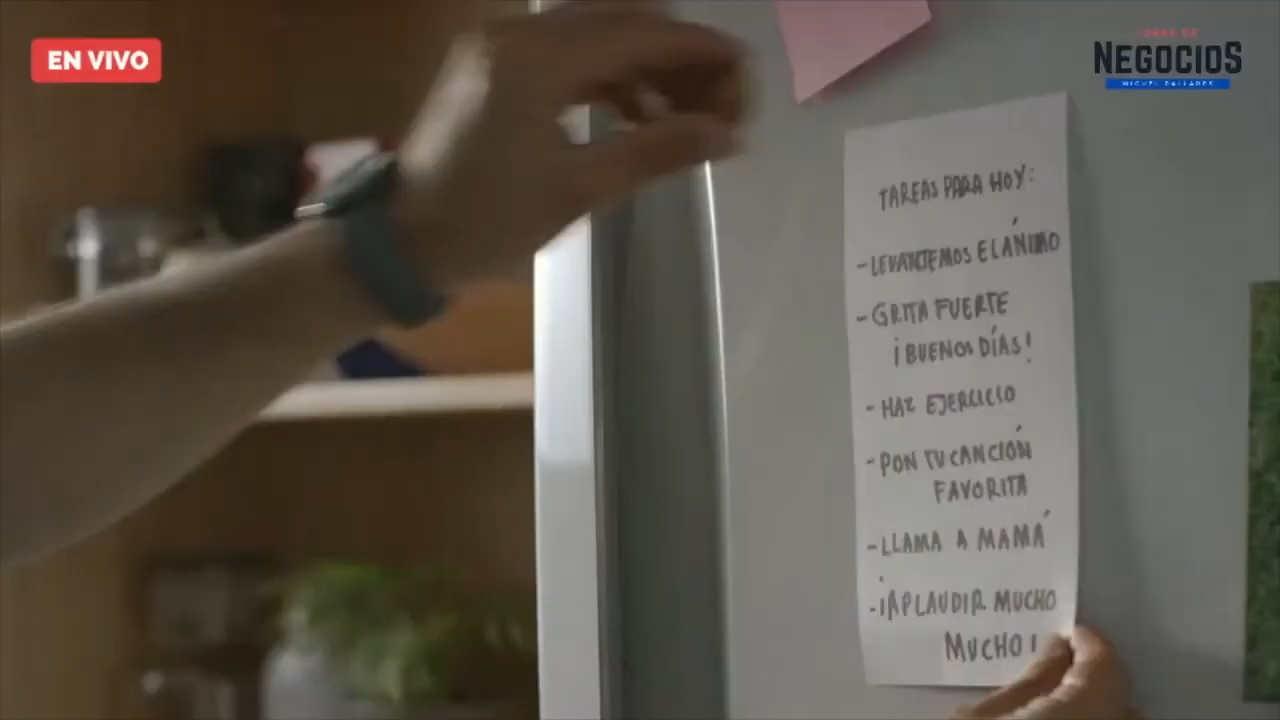 EN VIVO
NEGOCIOS
TAREAS PARA HOY:
-LEVANTEMOS EL ÁNIMO
-GRITA FUERTE
¡BUENOS DÍAS!
-HAZ EJERCICIO
-PON TU CANCIÓN
FAVORITA
-LLAMA A MAMÁ
-¡APLAUDIR MUCHO
MUCHO!